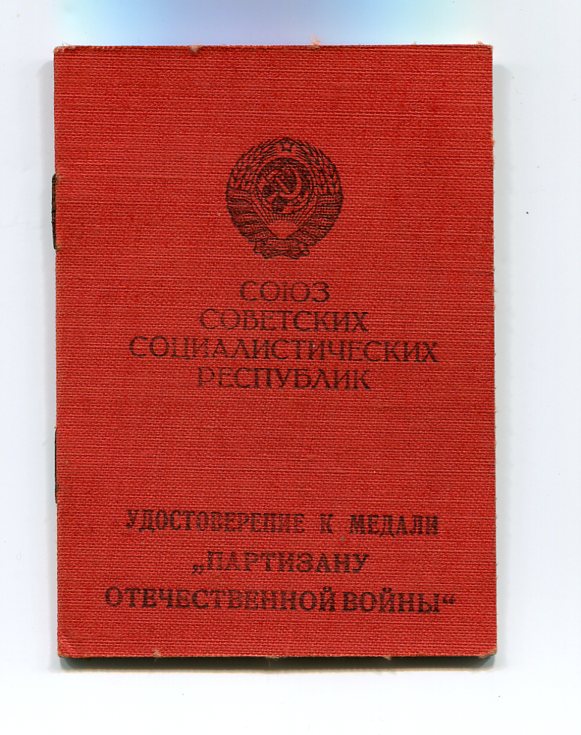 СОЮЗ
СОВЕТСКИХ
СОЦИАЛИСТИЧЕСКИХ
РЕСПУБЛИК
УДОСТОВЕРЕНИЕ К МЕДАЛИ
„ПАРТИЗАНУ
ОТЕЧЕСТВЕННОЙ ВОЙНЫ“